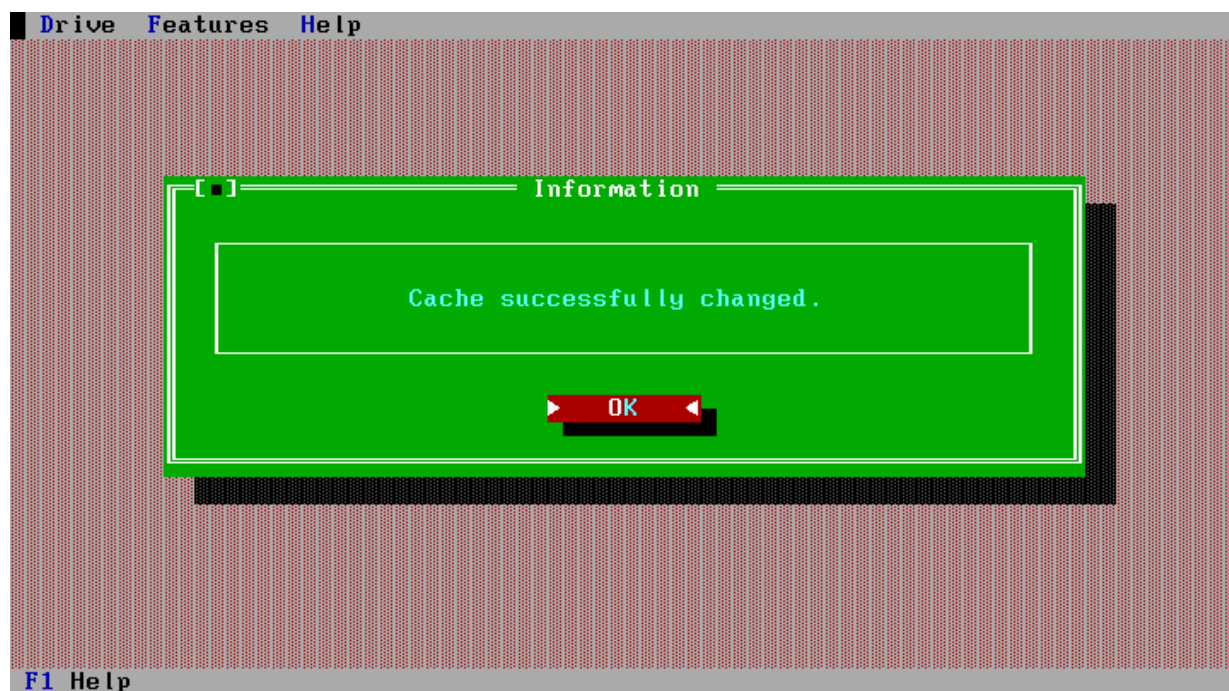 Drive Features Help
[■] Information
Cache successfully changed.
OK
F1 Help